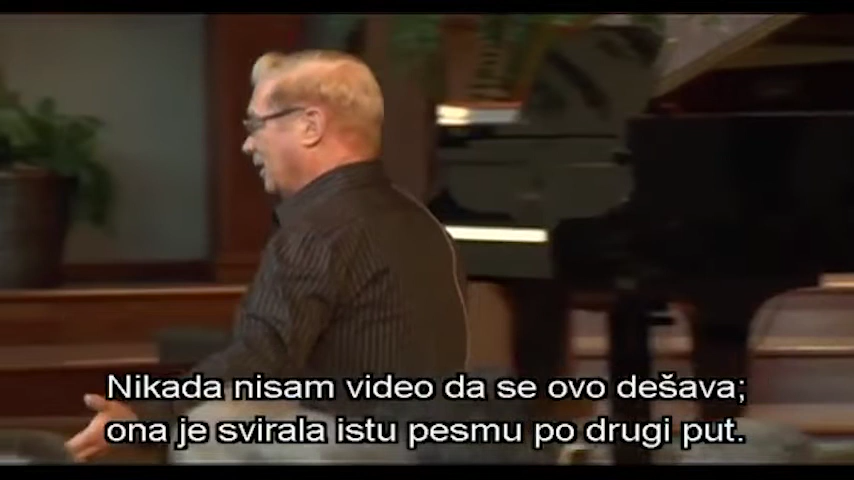 Nikada nisam video da se ovo dešava;
ona je svirala istu pesmu po drugi put.